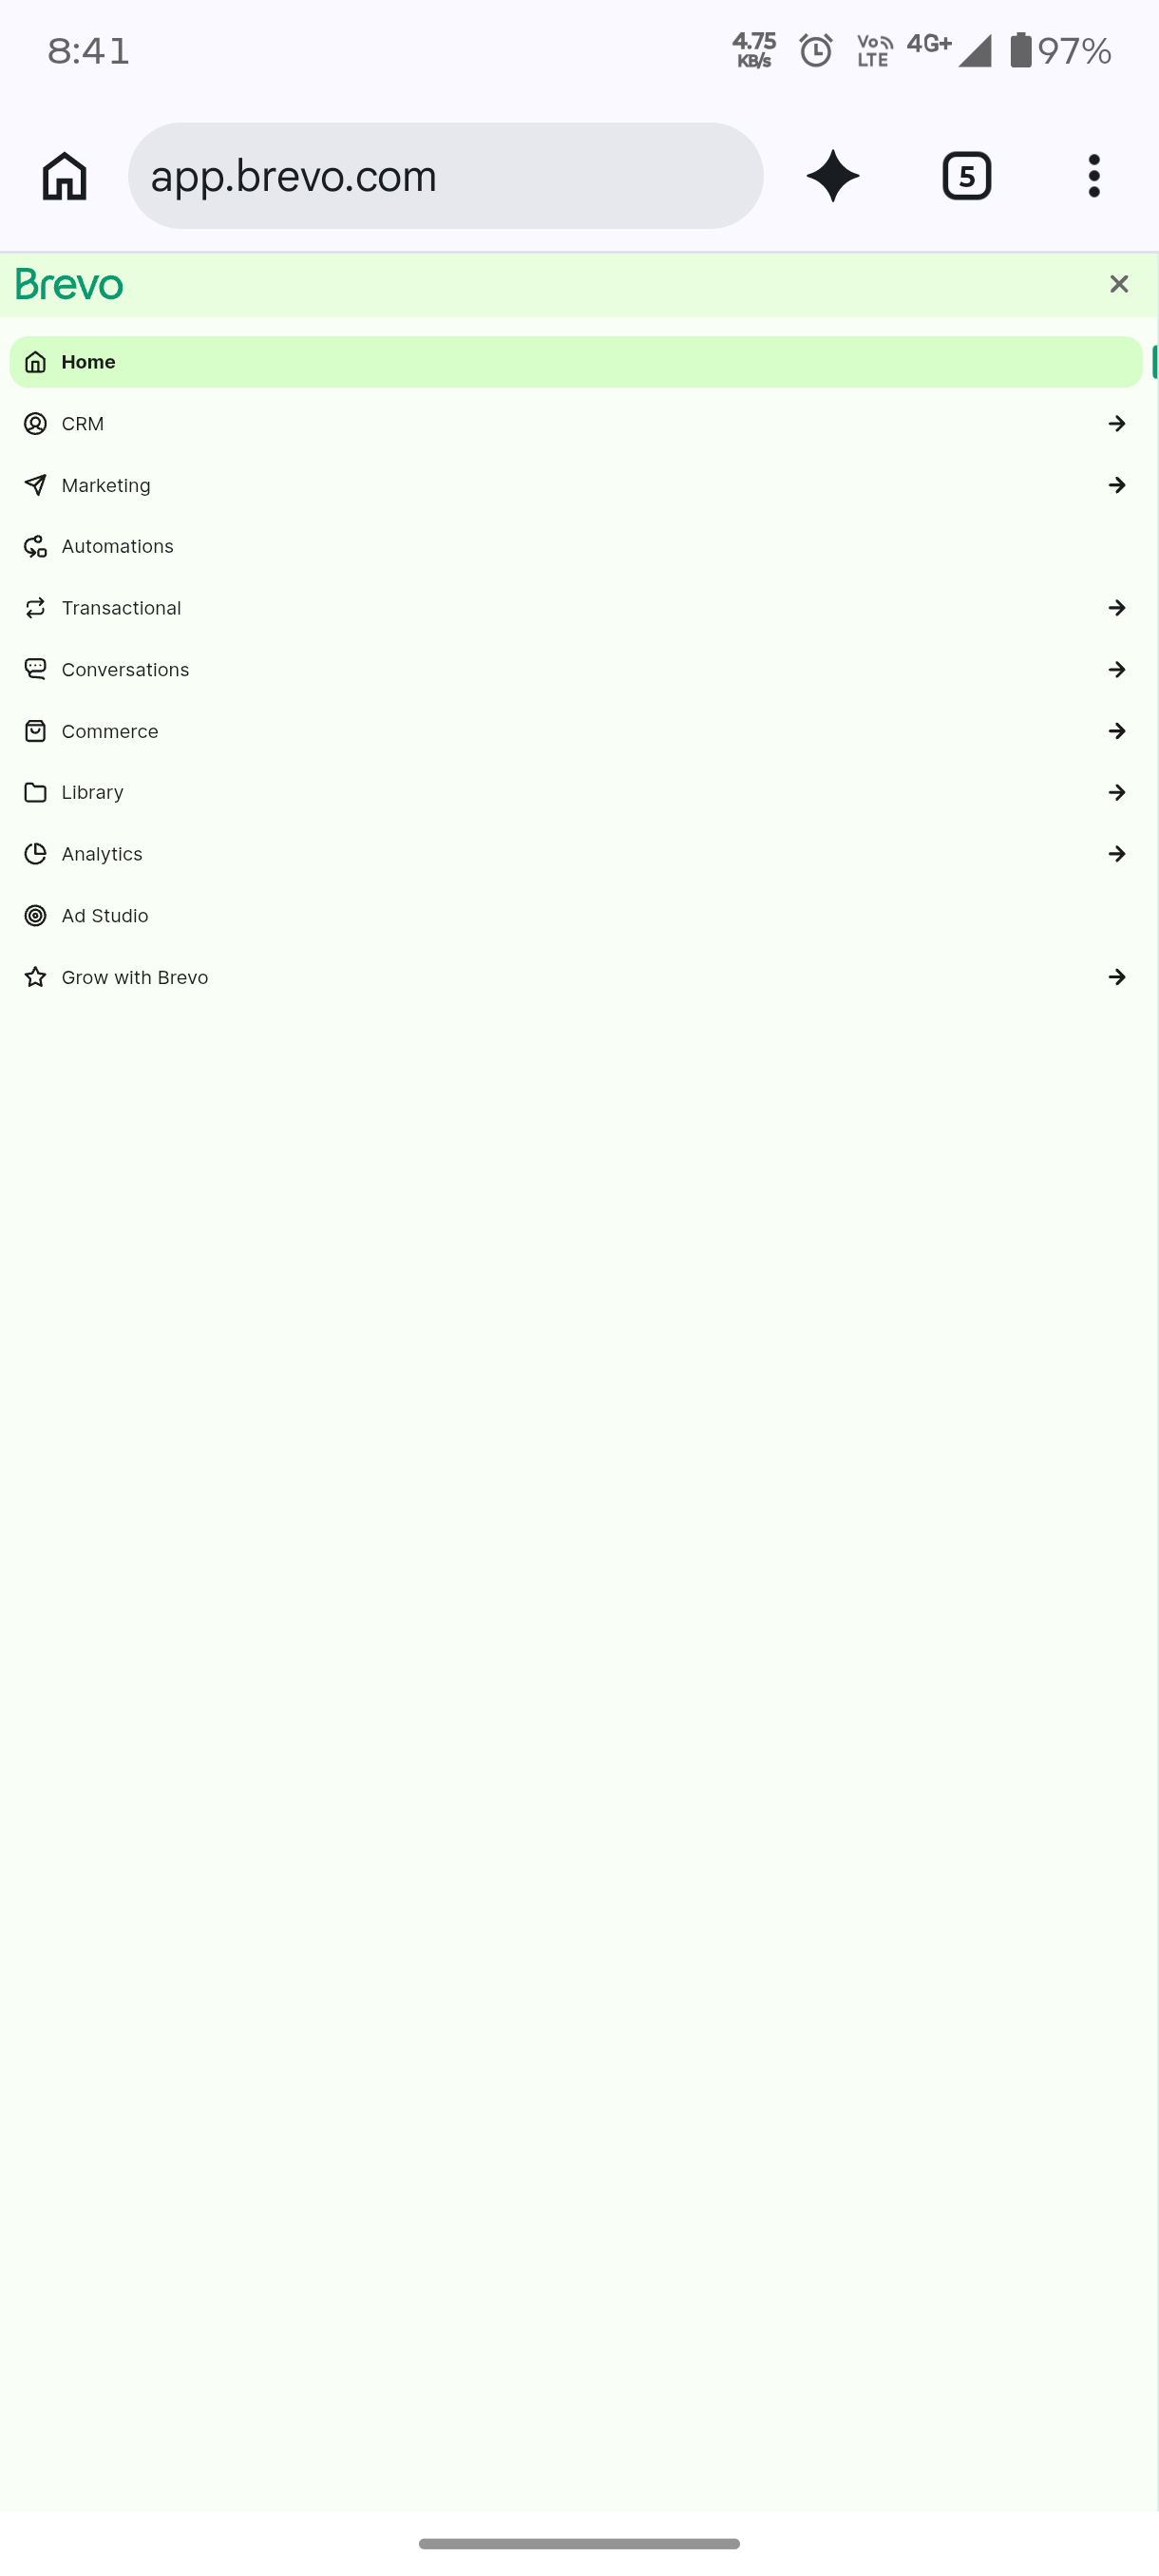 8:41
4.75
KB/s
Vo
LTE
4G+
97%
app.brevo.com
5
Brevo
Home
CRM
Marketing
Automations
Transactional
Conversations
Commerce
Library
Analytics
Ad Studio
Grow with Brevo